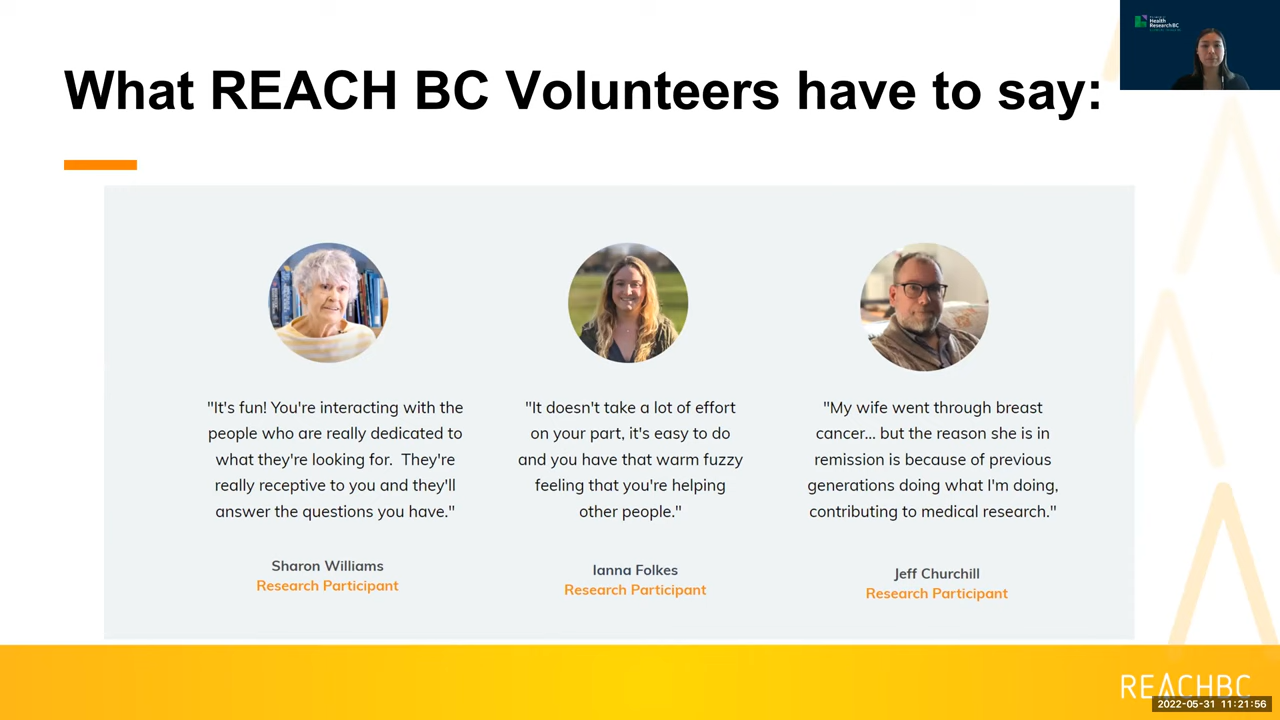 What REACH BC Volunteers have to say:
Health
Research BC
"It's fun! You're interacting with the
people who are really dedicated to
what they're looking for. They're
really receptive to you and they'll
answer the questions you have."
Sharon Williams
Research Participant
"It doesn't take a lot of effort
on your part, it's easy to do
and you have that warm fuzzy
feeling that you're helping
other people."
Ianna Folkes
Research Participant
"My wife went through breast
cancer... but the reason she is in
remission is because of previous
generations doing what I'm doing,
contributing to medical research."
Jeff Churchill
Research Participant
REACHBC
2022-05-31 11:21:56